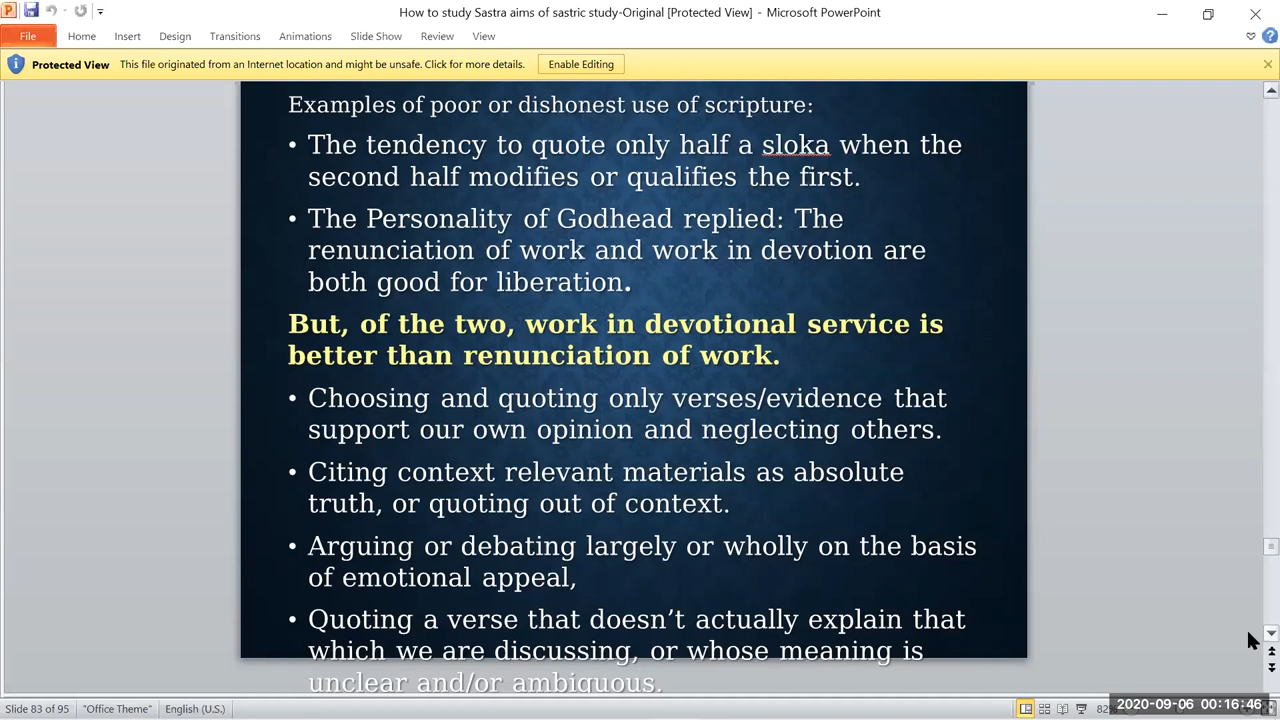 How to study Sastra aims of sastric study-Original [Protected View] - Microsoft PowerPoint
File Home Insert Design Transitions Animations Slide Show Review View
Protected View This file originated from an Internet location and might be unsafe. Click for more details. Enable Editing
Examples of poor or dishonest use of scripture:
• The tendency to quote only half a sloka when the
second half modifies or qualifies the first.
• The Personality of Godhead replied: The
renunciation of work and work in devotion are
both good for liberation.
But, of the two, work in devotional service is
better than renunciation of work.
• Choosing and quoting only verses/evidence that
support our own opinion and neglecting others.
• Citing context relevant materials as absolute
truth, or quoting out of context.
• Arguing or debating largely or wholly on the basis
of emotional appeal,
• Quoting a verse that doesn’t actually explain that
which we are discussing, or whose meaning is
unclear and/or ambiguous.
Slide 83 of 95 "Office Theme" English (U.S.)
2020-09-06 00:16:46